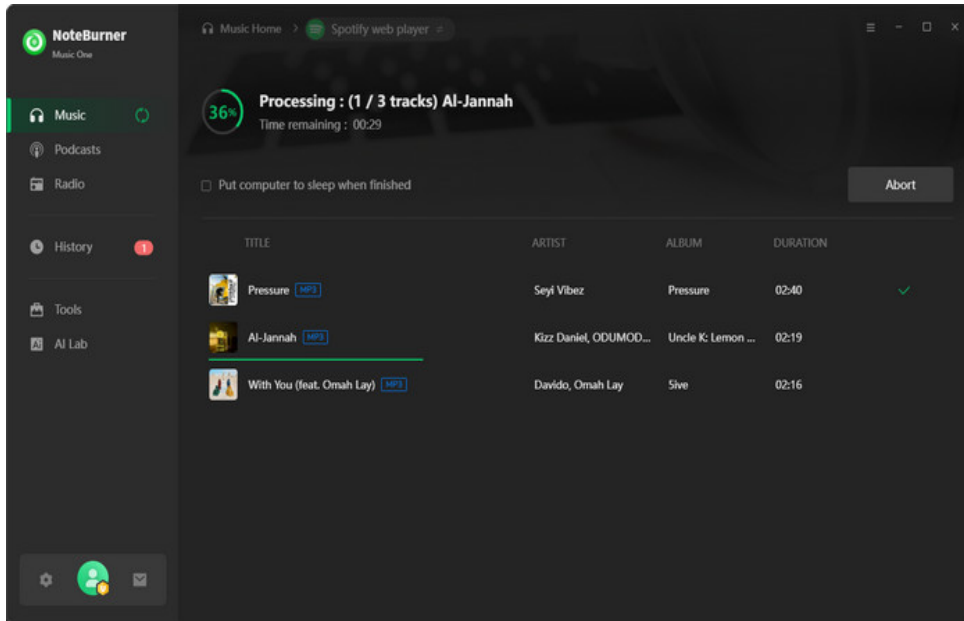 NoteBurner
Music One
Music Home > Spotify web player
36%
Processing : (1 / 3 tracks) Al-Jannah
Time remaining : 00:29
Put computer to sleep when finished
Abort
Music
Podcasts
Radio
History 1
Tools
AI Lab
TITLE ARTIST ALBUM DURATION
Pressure MP3 Seyi Vibez Pressure 02:40
Al-Jannah MP3 Kizz Daniel, ODUMOD... Uncle K: Lemon ... 02:19
With You (feat. Omah Lay) MP3 Davido, Omah Lay 5ive 02:16